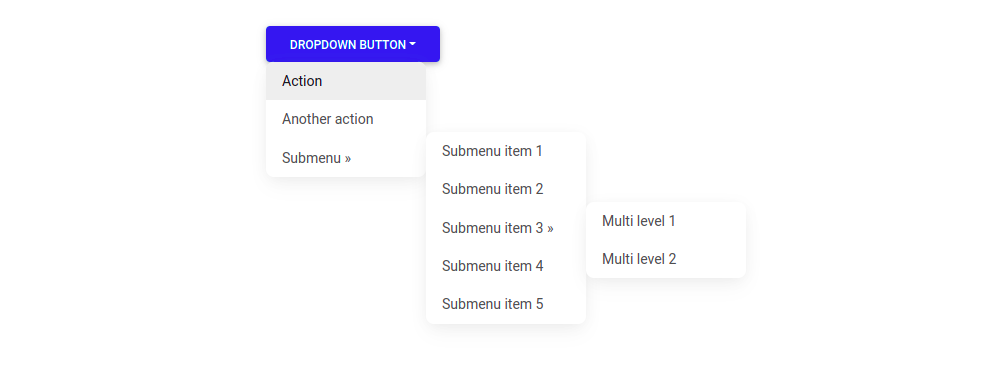 DROPDOWN BUTTON
Action
Another action
Submenu »
Submenu item 1
Submenu item 2
Submenu item 3 »
Submenu item 4
Submenu item 5
Multi level 1
Multi level 2